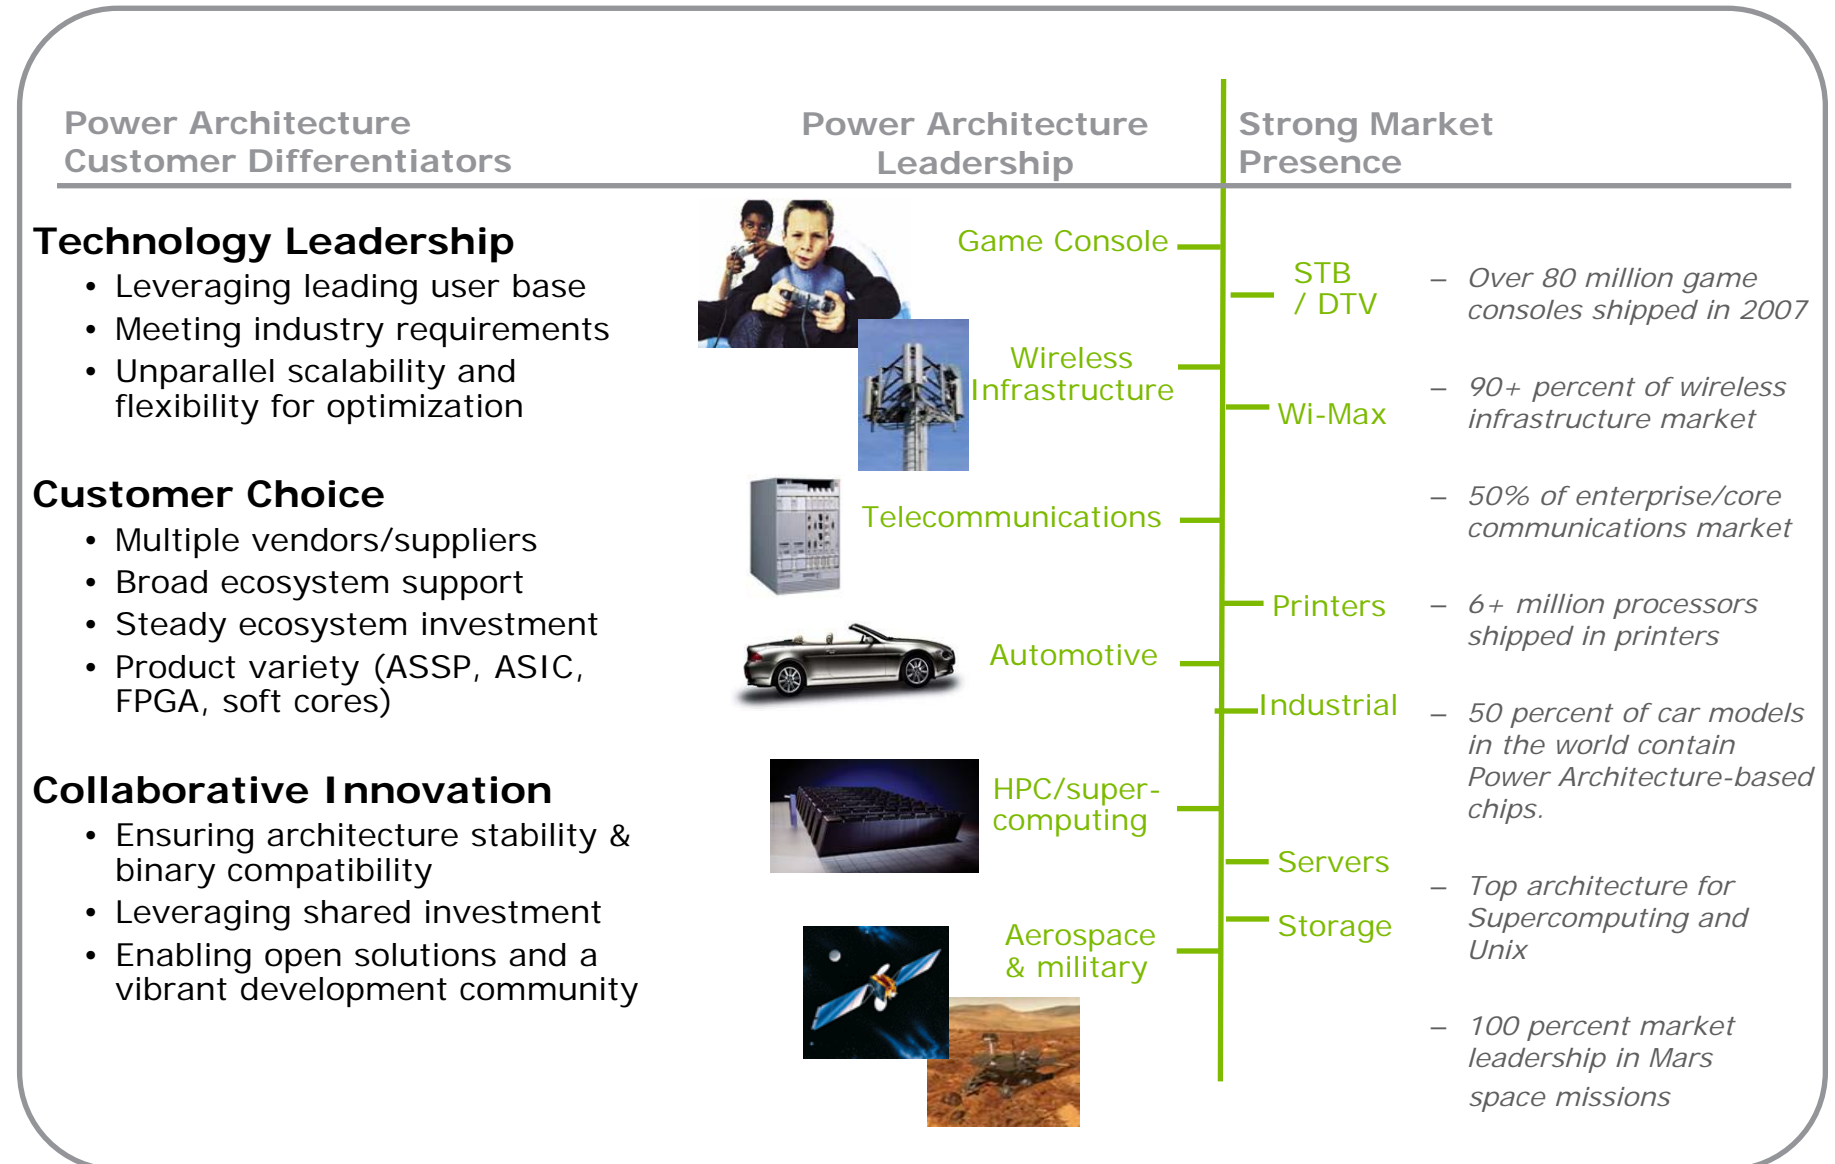 Power Architecture
Customer Differentiators
Power Architecture
Leadership
Strong Market
Presence
Technology Leadership
• Leveraging leading user base
• Meeting industry requirements
• Unparallel scalability and
flexibility for optimization
Customer Choice
• Multiple vendors/suppliers
• Broad ecosystem support
• Steady ecosystem investment
• Product variety (ASSP, ASIC,
FPGA, soft cores)
Collaborative Innovation
• Ensuring architecture stability &
binary compatibility
• Leveraging shared investment
• Enabling open solutions and a
vibrant development community
Game Console
Wireless
Infrastructure
Telecommunications
Automotive
HPC/super-
computing
Aerospace
& military
STB
/ DTV
Wi-Max
Printers
Industrial
Servers
Storage
– Over 80 million game
consoles shipped in 2007
– 90+ percent of wireless
infrastructure market
– 50% of enterprise/core
communications market
– 6+ million processors
shipped in printers
– 50 percent of car models
in the world contain
Power Architecture-based
chips.
– Top architecture for
Supercomputing and
Unix
– 100 percent market
leadership in Mars
space missions